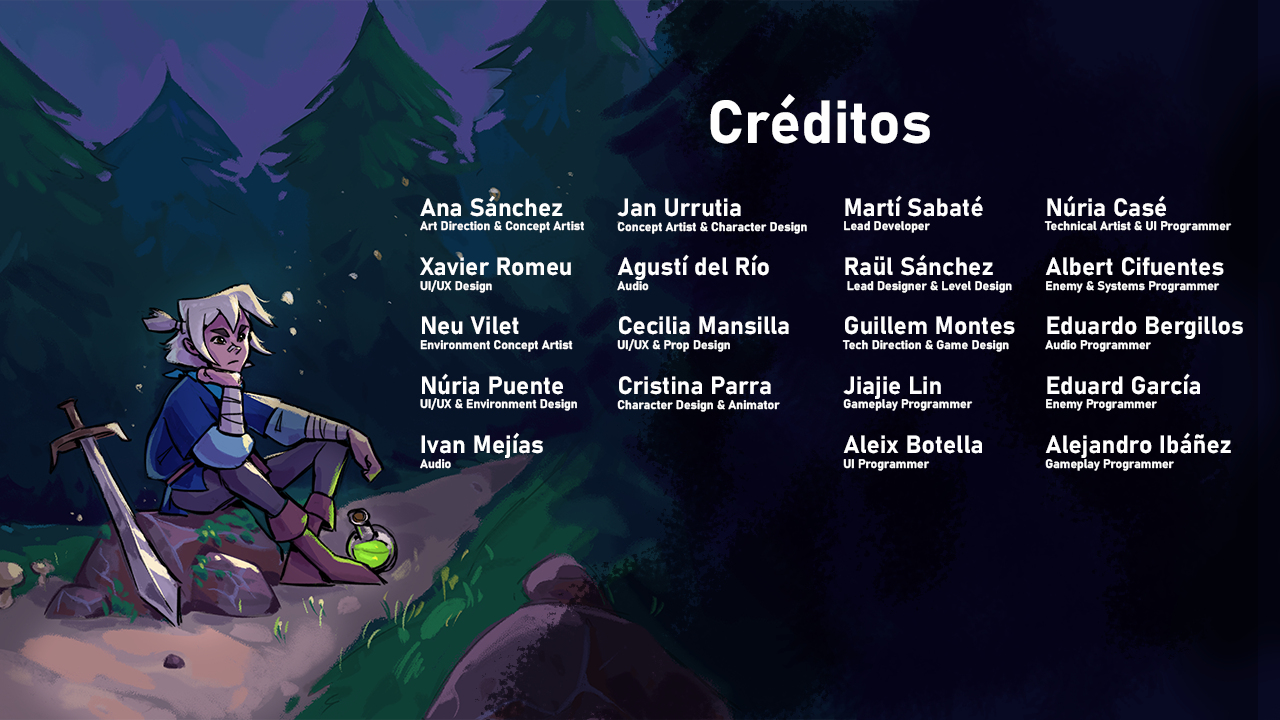 Créditos
Ana Sánchez
Art Direction & Concept Artist
Xavier Romeu
UI/UX Design
Neu Vilet
Environment Concept Artist
Núria Puente
UI/UX & Environment Design
Ivan Mejías
Audio
Jan Urrutia
Concept Artist & Character Design
Agustí del Río
Audio
Cecilia Mansilla
UI/UX & Prop Design
Cristina Parra
Character Design & Animator
Martí Sabaté
Lead Developer
Raül Sánchez
Lead Designer & Level Design
Guillem Montes
Tech Direction & Game Design
Jiajie Lin
Gameplay Programmer
Aleix Botella
UI Programmer
Núria Casé
Technical Artist & UI Programmer
Albert Cifuentes
Enemy & Systems Programmer
Eduardo Bergillos
Audio Programmer
Eduard García
Enemy Programmer
Alejandro Ibáñez
Gameplay Programmer